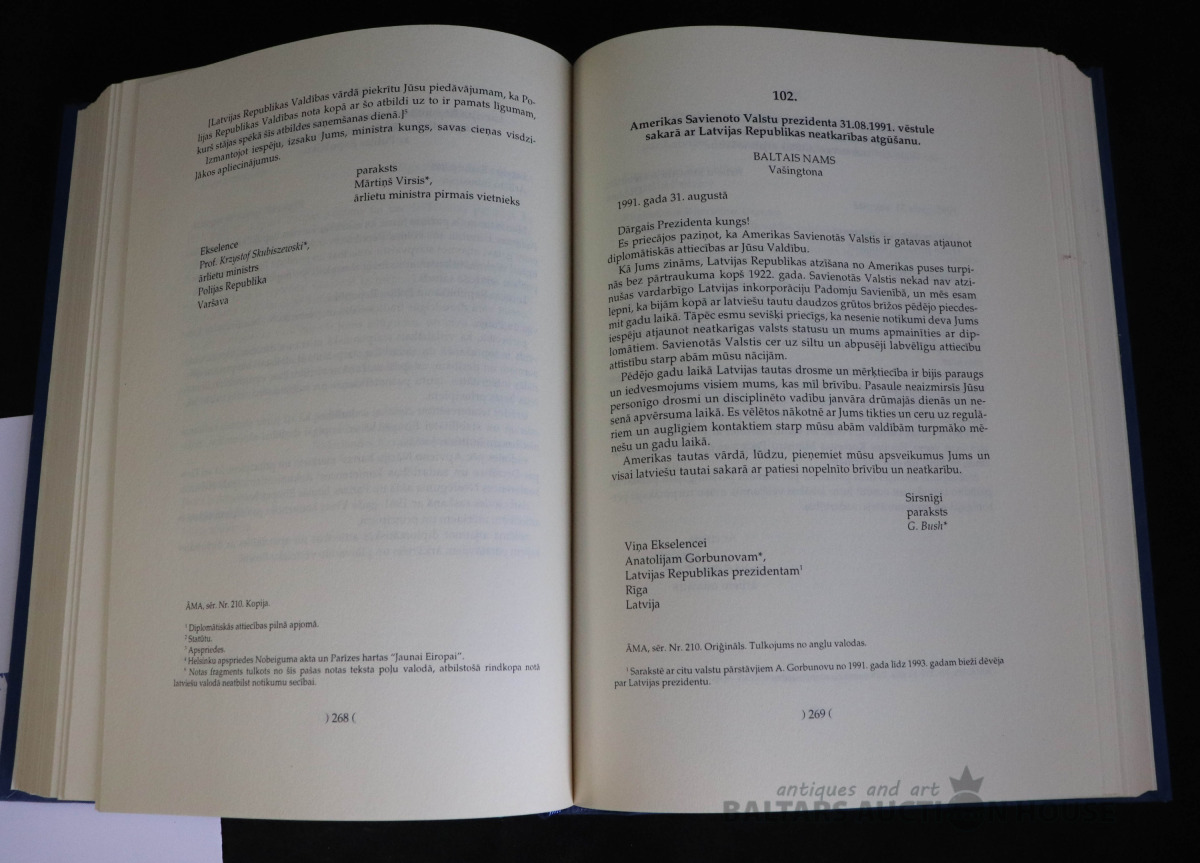 [Latvijas Republikas Valdības vārdā piekrītu Jūsu piedāvājumam, ka Po-
lijas Republikas Valdības nota kopā ar šo atbildi uz to ir pamats līgumam,
kurš stājas spēkā šīs atbildes saņemšanas dienā.]⁵
Izmantojot iespēju, izsaku Jums, ministra kungs, savas cieņas visdzi-
ļākos apliecinājumus.
paraksts
Mārtiņš Virsis*,
ārlietu ministra pirmais vietnieks
Ekselence
Prof. Krzystof Skubiszewski*,
ārlietu ministrs
Polijas Republika
Varšava
ĀMA, sēr. Nr. 210. Kopija.
¹ Diplomātiskās attiecības pilnā apjomā.
² Statūtu.
³ Apspriedes.
⁴ Helsinku apspriedes Nobeiguma akta un Parīzes hartas "Jaunai Eiropai".
⁵ Notas fragments tulkots no šīs pašas notas teksta poļu valodā, atbilstošā rindkopa notā
latviešu valodā neatbilst notikumu secībai.
) 268 (
102.
Amerikas Savienoto Valstu prezidenta 31.08.1991. vēstule
sakarā ar Latvijas Republikas neatkarības atgūšanu.
BALTAIS NAMS
Vašingtona
1991. gada 31. augustā
Dārgais Prezidenta kungs!
Es priecājos paziņot, ka Amerikas Savienotās Valstis ir gatavas atjaunot
diplomātiskās attiecības ar Jūsu Valdību.
Kā Jums zināms, Latvijas Republikas atzīšana no Amerikas puses turpi-
nās bez pārtraukuma kopš 1922. gada. Savienotās Valstis nekad nav atzi-
nušas vardarbīgo Latvijas inkorporāciju Padomju Savienībā, un mēs esam
lepni, ka bijām kopā ar latviešu tautu daudzos grūtos brīžos pēdējo piecdes-
mit gadu laikā. Tāpēc esmu sevišķi priecīgs, ka nesenie notikumi deva Jums
iespēju atjaunot neatkarīgas valsts statusu un mums apmainīties ar dip-
lomātiem. Savienotās Valstis cer uz siltu un abpusēji labvēlīgu attiecību
attīstību starp abām mūsu nācijām.
Pēdējo gadu laikā Latvijas tautas drosme un mērķtiecība ir bijis paraugs
un iedvesmojums visiem mums, kas mīl brīvību. Pasaule neaizmirsīs Jūsu
personīgo drosmi un disciplinēto vadību janvāra drūmajās dienās un ne-
senā apvērsuma laikā. Es vēlētos nākotnē ar Jums tikties un ceru uz regulā-
riem un auglīgiem kontaktiem starp mūsu abām valdībām turpmāko mē-
nešu un gadu laikā.
Amerikas tautas vārdā, lūdzu, pieņemiet mūsu apsveikumus Jums un
visai latviešu tautai sakarā ar patiesi nopelnīto brīvību un neatkarību.
Sirsnīgi
paraksts
G. Bush*
Viņa Ekselencei
Anatolijam Gorbunovam*,
Latvijas Republikas prezidentam¹
Rīga
Latvija
ĀMA, sēr. Nr. 210. Oriģināls. Tulkojums no angļu valodas.
¹ Sarakstē ar citu valstu pārstāvjiem A. Gorbunovu no 1991. gada līdz 1993. gadam bieži dēvēja
par Latvijas prezidentu.
) 269 (
antiques and art
BALTARS AUCTION HOUSE